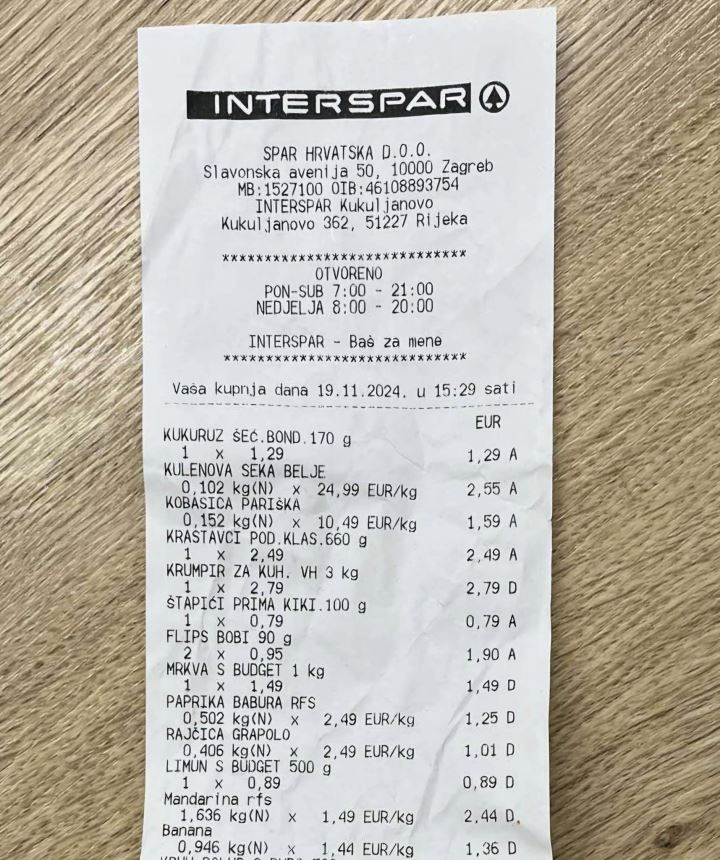 INTERSPAR
SPAR HRVATSKA D.O.O.
Slavonska avenija 50, 10000 Zagreb
MB:1527100 OIB:46108893754
INTERSPAR Kukuljanovo
Kukuljanovo 362, 51227 Rijeka
****************************
OTVORENO
PON-SUB 7:00 - 21:00
NEDJELJA 8:00 - 20:00
INTERSPAR - Baš za mene
****************************
Vaša kupnja dana 19.11.2024. u 15:29 sati
EUR
KUKURUZ ŠEĆ.BOND.170 g
1 x 1,29 1,29 A
KULENOVA SEKA BELJE
0,102 kg(N) x 24,99 EUR/kg 2,55 A
KOBASICA PARIŠKA
0,152 kg(N) x 10,49 EUR/kg 1,59 A
KRASTAVCI POD.KLAS.660 g
1 x 2,49 2,49 A
KRUMPIR ZA KUH. VH 3 kg
1 x 2,79 2,79 D
ŠTAPIĆI PRIMA KIKI.100 g
1 x 0,79 0,79 A
FLIPS BOBI 90 g
2 x 0,95 1,90 A
MRKVA S BUDGET 1 kg
1 x 1,49 1,49 D
PAPRIKA BABURA RFS
0,502 kg(N) x 2,49 EUR/kg 1,25 D
RAJČICA GRAPOLO
0,406 kg(N) x 2,49 EUR/kg 1,01 D
LIMUN S BUDGET 500 g
1 x 0,89 0,89 D
Mandarina rfs
1,636 kg(N) x 1,49 EUR/kg 2,44 D
Banana
0,946 kg(N) x 1,44 EUR/kg 1,36 D